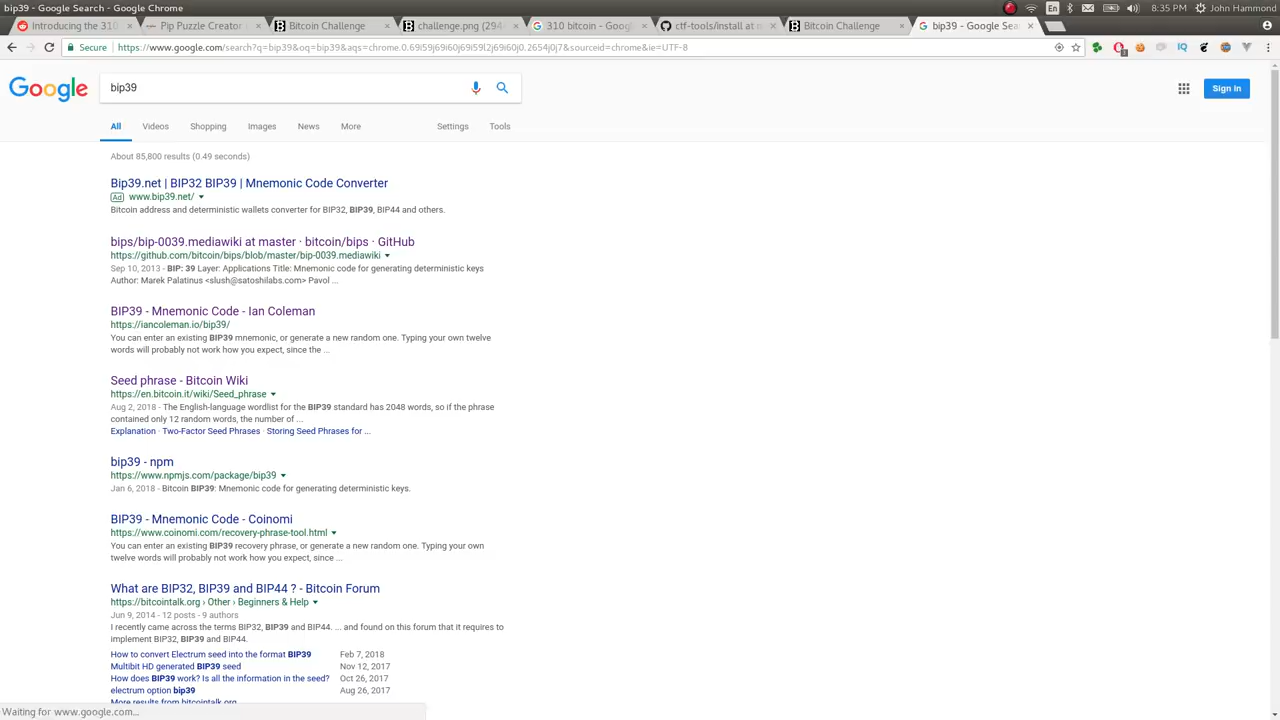 bip39 - Google Search - Google Chrome
En
8:35 PM
John Hammond
Introducing the 310
Pip Puzzle Creator
Bitcoin Challenge
challenge.png (294
310 bitcoin - Goog
ctf-tools/install at m
Bitcoin Challenge
bip39 - Google Sea
Secure
https://www.google.com/search?q=bip39&oq=bip39&aqs=chrome.0.69i59j69i60j69i59l2j69i60j0.2654j0j7&sourceid=chrome&ie=UTF-8
Google
bip39
Sign in
All
Videos
Shopping
Images
News
More
Settings
Tools
About 85,800 results (0.49 seconds)
Bip39.net | BIP32 BIP39 | Mnemonic Code Converter
Ad www.bip39.net/
Bitcoin address and deterministic wallets converter for BIP32, BIP39, BIP44 and others.
bips/bip-0039.mediawiki at master · bitcoin/bips · GitHub
https://github.com/bitcoin/bips/blob/master/bip-0039.mediawiki
Sep 10, 2013 - BIP: 39 Layer: Applications Title: Mnemonic code for generating deterministic keys
Author: Marek Palatinus <slush@satoshilabs.com> Pavol ...
BIP39 - Mnemonic Code - Ian Coleman
https://iancoleman.io/bip39/
You can enter an existing BIP39 mnemonic, or generate a new random one. Typing your own twelve
words will probably not work how you expect, since the ...
Seed phrase - Bitcoin Wiki
https://en.bitcoin.it/wiki/Seed_phrase
Aug 2, 2018 - The English-language wordlist for the BIP39 standard has 2048 words, so if the phrase
contained only 12 random words, the number of ...
Explanation · Two-Factor Seed Phrases · Storing Seed Phrases for ...
bip39 - npm
https://www.npmjs.com/package/bip39
Jan 6, 2018 - Bitcoin BIP39: Mnemonic code for generating deterministic keys.
BIP39 - Mnemonic Code - Coinomi
https://www.coinomi.com/recovery-phrase-tool.html
You can enter an existing BIP39 recovery phrase, or generate a new random one. Typing your own
twelve words will probably not work how you expect, since ...
What are BIP32, BIP39 and BIP44 ? - Bitcoin Forum
https://bitcointalk.org › Other › Beginners & Help
Jun 9, 2014 - 12 posts - 9 authors
I recently came across the terms BIP32, BIP39 and BIP44. ... and found on this forum that it requires to
implement BIP32, BIP39 and BIP44.
How to convert Electrum seed into the format BIP39 Feb 7, 2018
Multibit HD generated BIP39 seed Nov 12, 2017
How does BIP39 work? Is all the information in the seed? Oct 26, 2017
electrum option bip39 Aug 26, 2017
More results from bitcointalk.org
Waiting for www.google.com...